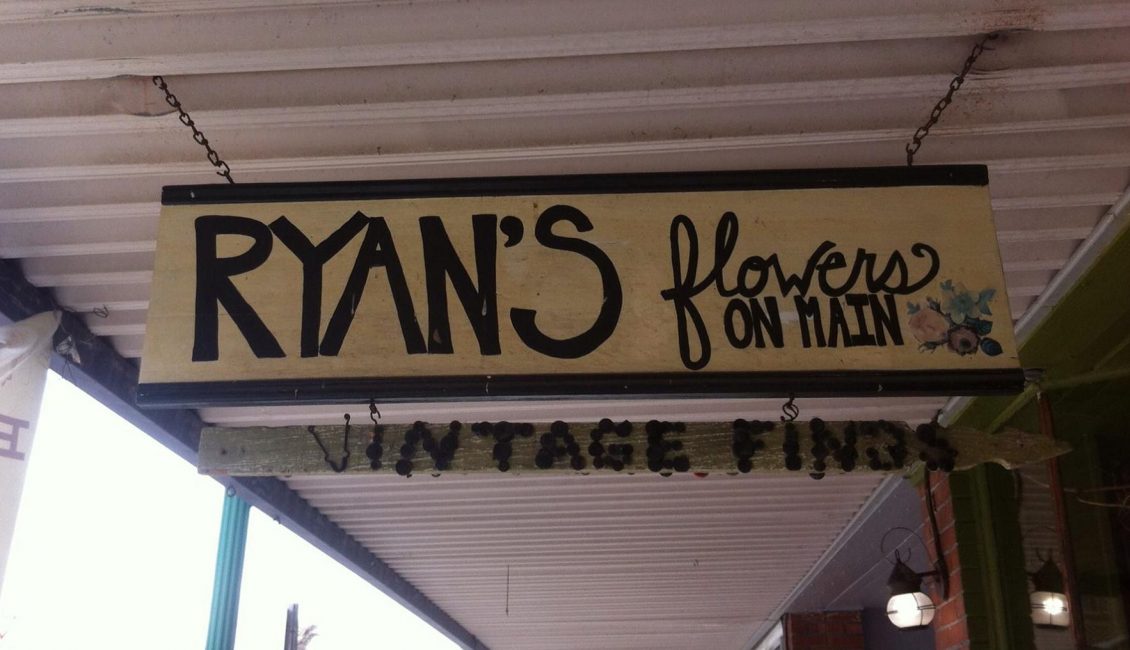 RYAN'S flowers
ON MAIN
VINTAGE FINDS